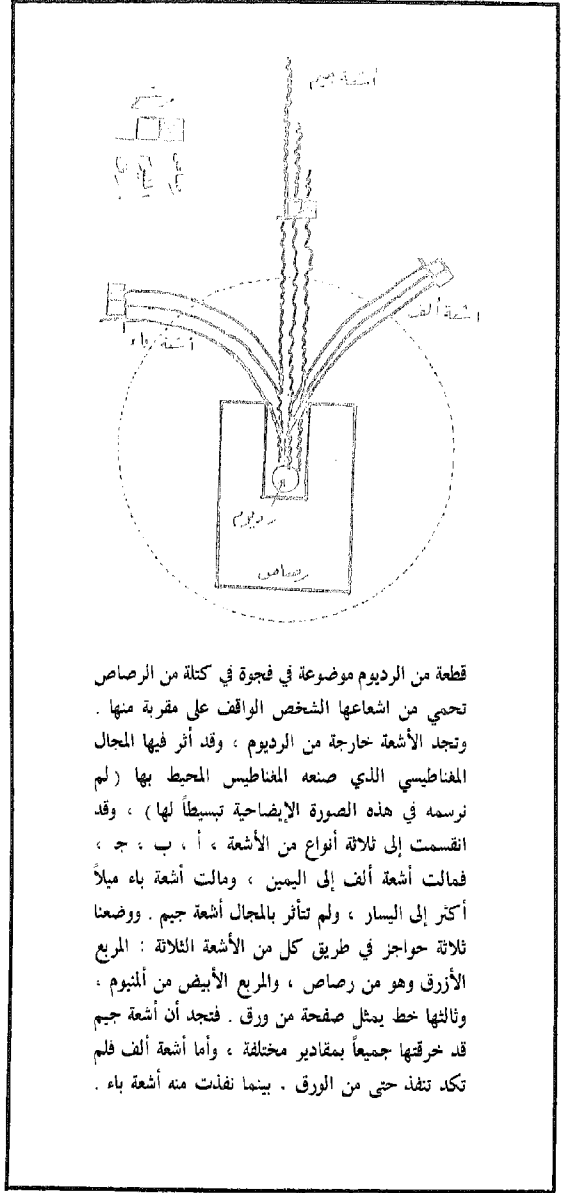 أشعة جيم
أشعة ألف
أشعة باء
رديوم
رصاص
قطعة من الرديوم موضوعة في فجوة في كتلة من الرصاص
تحمي من اشعاعها الشخص الواقف على مقربة منها .
وتجد الأشعة خارجة من الرديوم ، وقد أثر فيها المجال
المغناطيسي الذي صنعه المغناطيس المحيط بها ( لم
نرسمه في هذه الصورة الإيضاحية تبسيطاً لها ) ، وقد
انقسمت إلى ثلاثة أنواع من الأشعة ، أ ، ب ، جـ ،
فمالت أشعة ألف إلى اليمين ، ومالت أشعة باء ميلاً
أكثر إلى اليسار ، ولم تتأثر بالمجال أشعة جيم . ووضعنا
ثلاثة حواجز في طريق كل من الأشعة الثلاثة : المربع
الأزرق وهو من رصاص ، والمربع الأبيض من ألمنيوم ،
وثالثها خط يمثل صفحة من ورق . فتجد أن أشعة جيم
قد خرقتها جميعاً بمقادير مختلفة ، وأما أشعة ألف فلم
تكد تنفذ حتى من الورق . بينما نفذت منه أشعة باء .